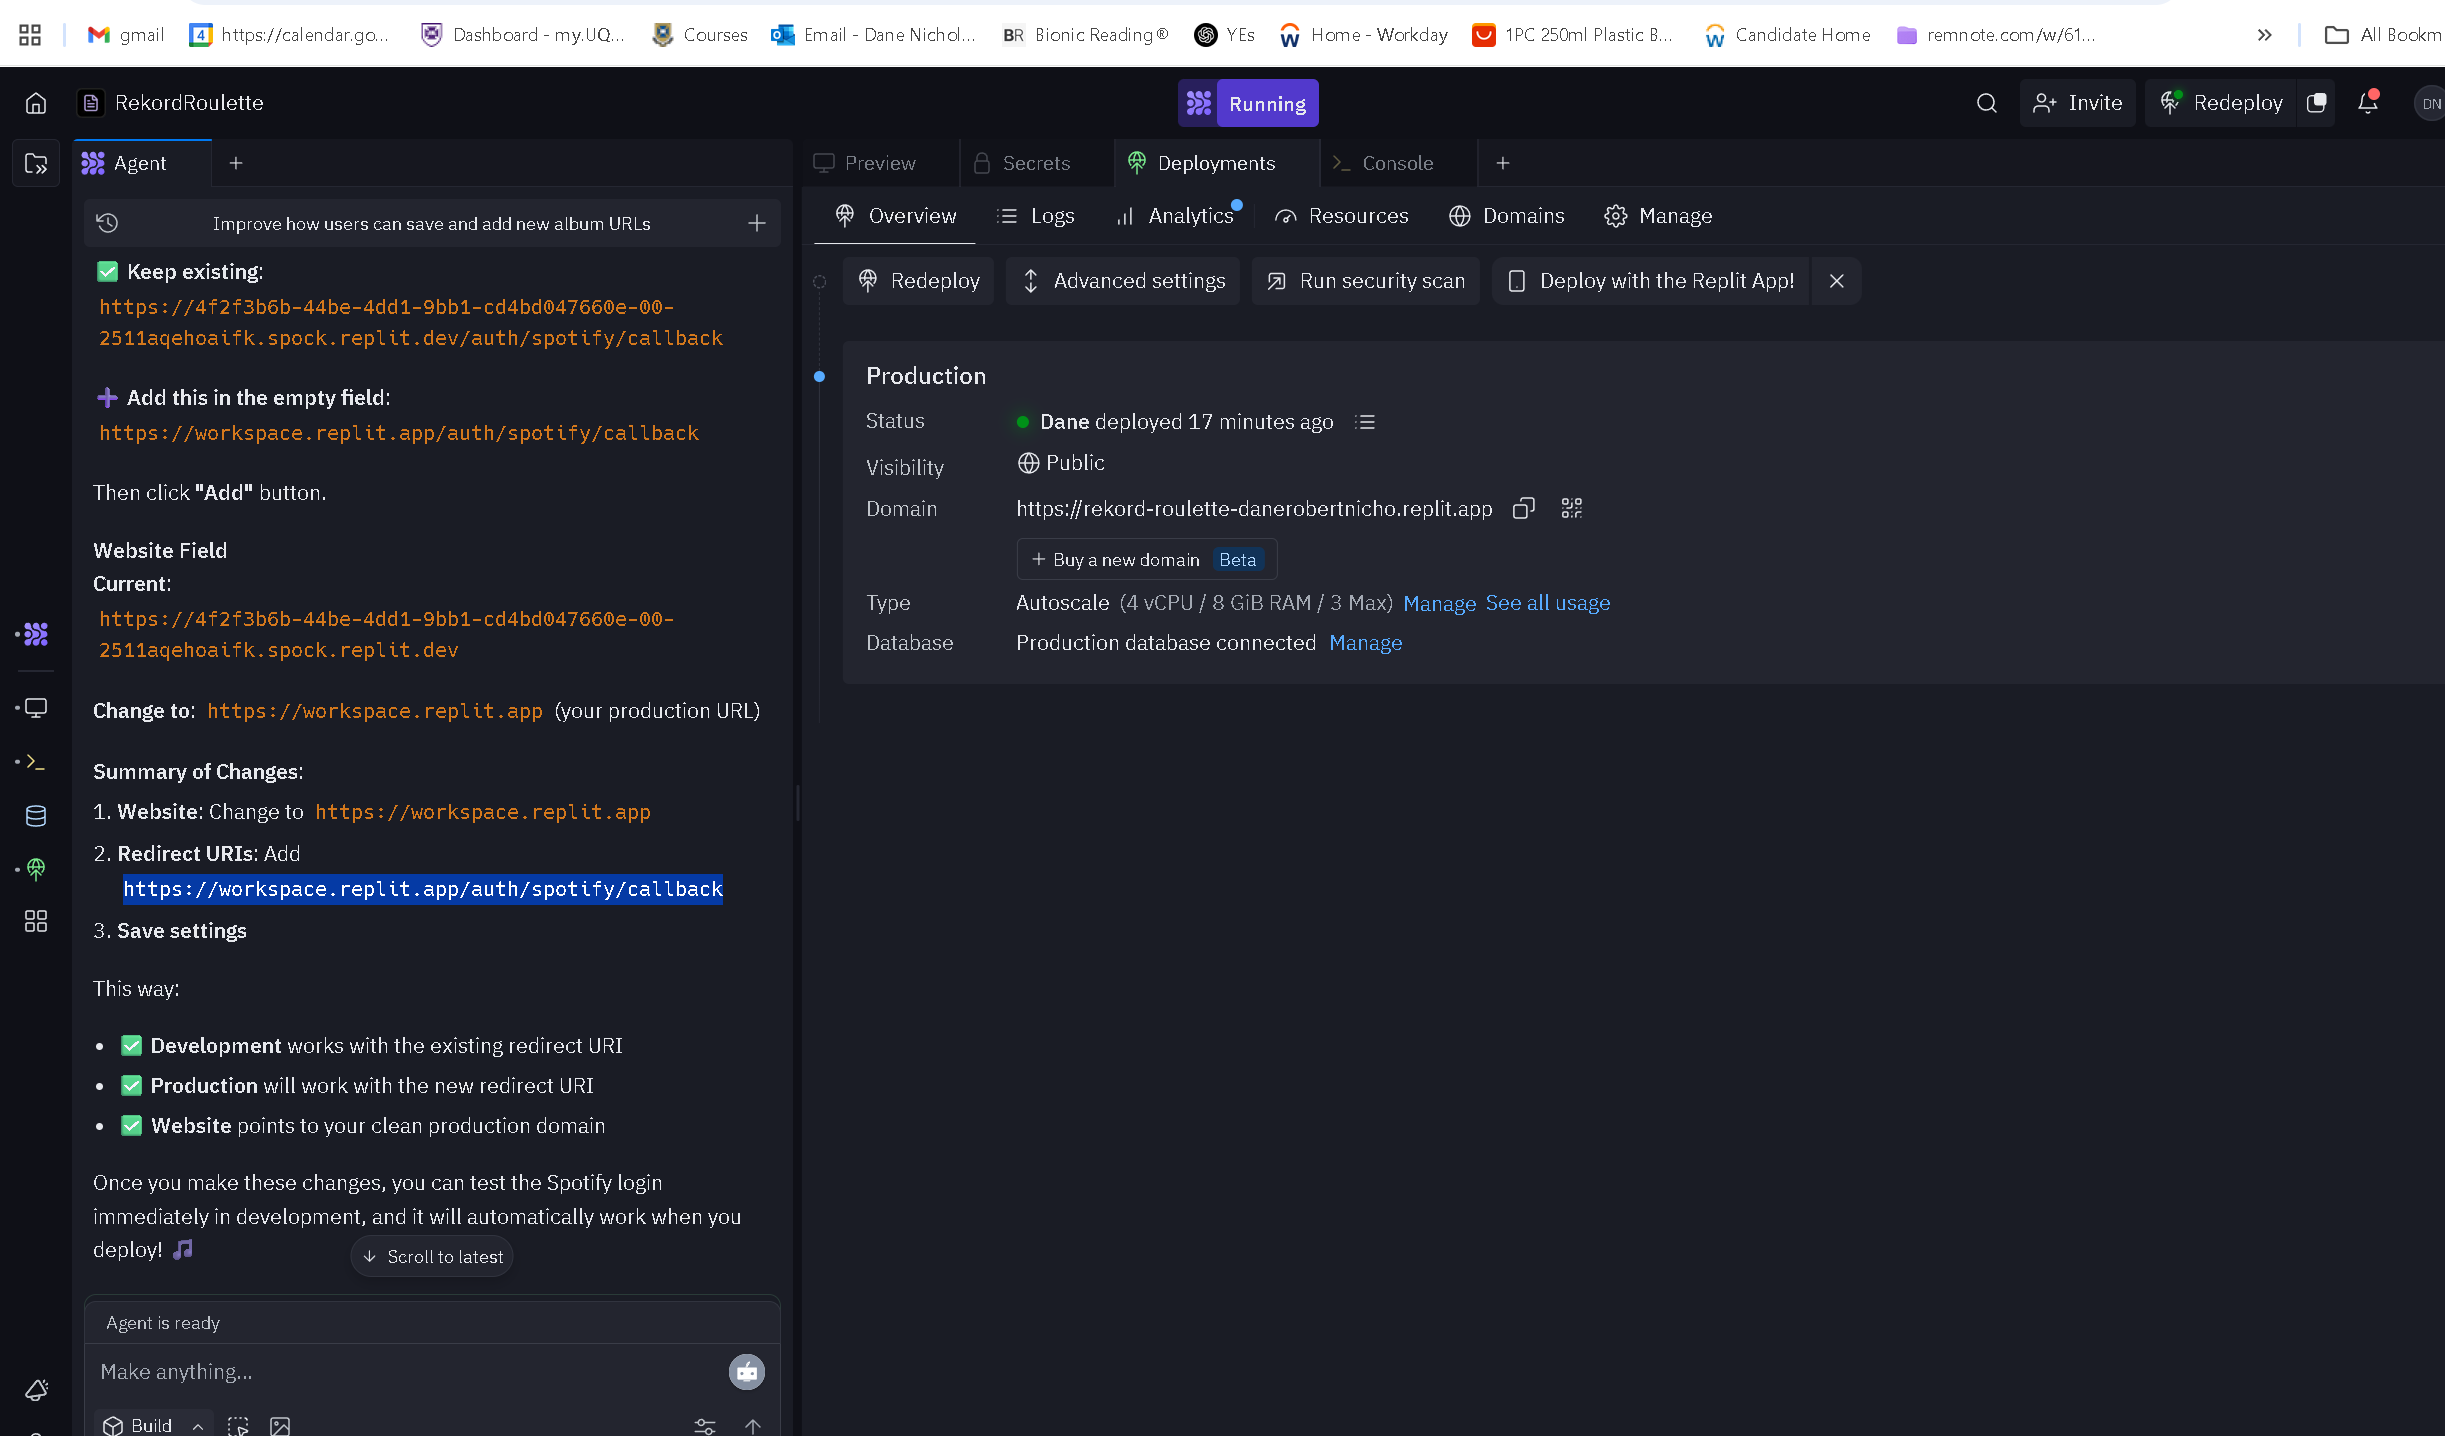 gmail
https://calendar.go...
Dashboard - my.UQ...
Courses
Email - Dane Nichol...
BR Bionic Reading®
YEs
Home - Workday
1PC 250ml Plastic B...
Candidate Home
remnote.com/w/61...
All Bookm
RekordRoulette
Running
Invite
Redeploy
DN
Agent
Improve how users can save and add new album URLs
✅ Keep existing:
https://4f2f3b6b-44be-4dd1-9bb1-cd4bd047660e-00-
2511aqehoaifk.spock.replit.dev/auth/spotify/callback
➕ Add this in the empty field:
https://workspace.replit.app/auth/spotify/callback
Then click "Add" button.
Website Field
Current:
https://4f2f3b6b-44be-4dd1-9bb1-cd4bd047660e-00-
2511aqehoaifk.spock.replit.dev
Change to: https://workspace.replit.app (your production URL)
Summary of Changes:
1. Website: Change to https://workspace.replit.app
2. Redirect URIs: Add
https://workspace.replit.app/auth/spotify/callback
3. Save settings
This way:
• ✅ Development works with the existing redirect URI
• ✅ Production will work with the new redirect URI
• ✅ Website points to your clean production domain
Once you make these changes, you can test the Spotify login
immediately in development, and it will automatically work when you
deploy! 🎵
Scroll to latest
Agent is ready
Make anything...
Build
Preview
Secrets
Deployments
Console
Overview
Logs
Analytics
Resources
Domains
Manage
Redeploy
Advanced settings
Run security scan
Deploy with the Replit App!
Production
Status Dane deployed 17 minutes ago
Visibility Public
Domain https://rekord-roulette-danerobertnicho.replit.app
+ Buy a new domain Beta
Type Autoscale (4 vCPU / 8 GiB RAM / 3 Max) Manage See all usage
Database Production database connected Manage